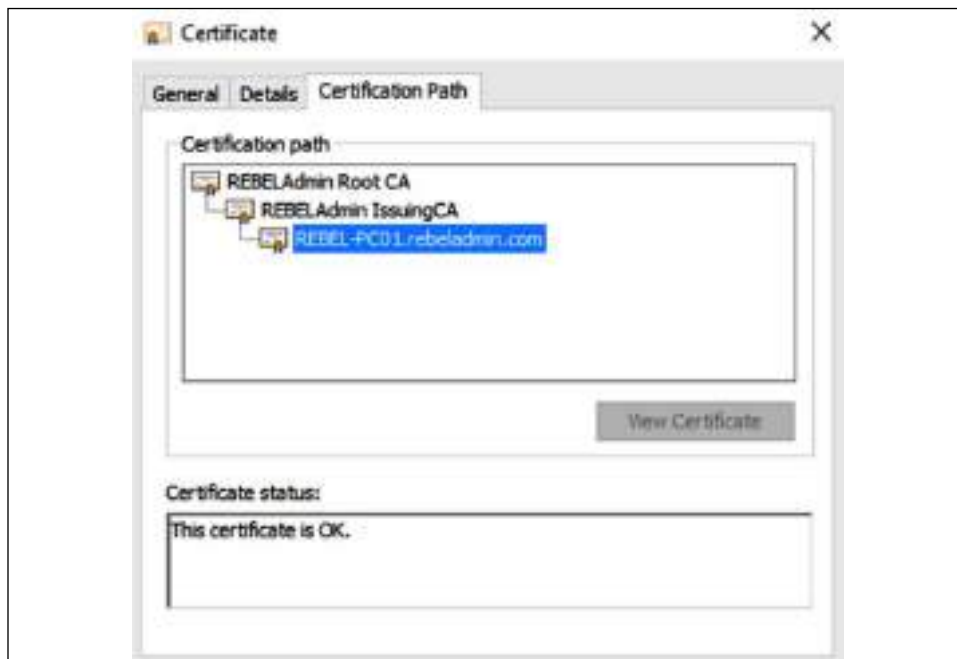 Certificate
General Details Certification Path
Certification path
REBELAdmin Root CA
REBELAdmin IssuingCA
REBEL-PC01.rebeladmin.com
View Certificate
Certificate status:
This certificate is OK.